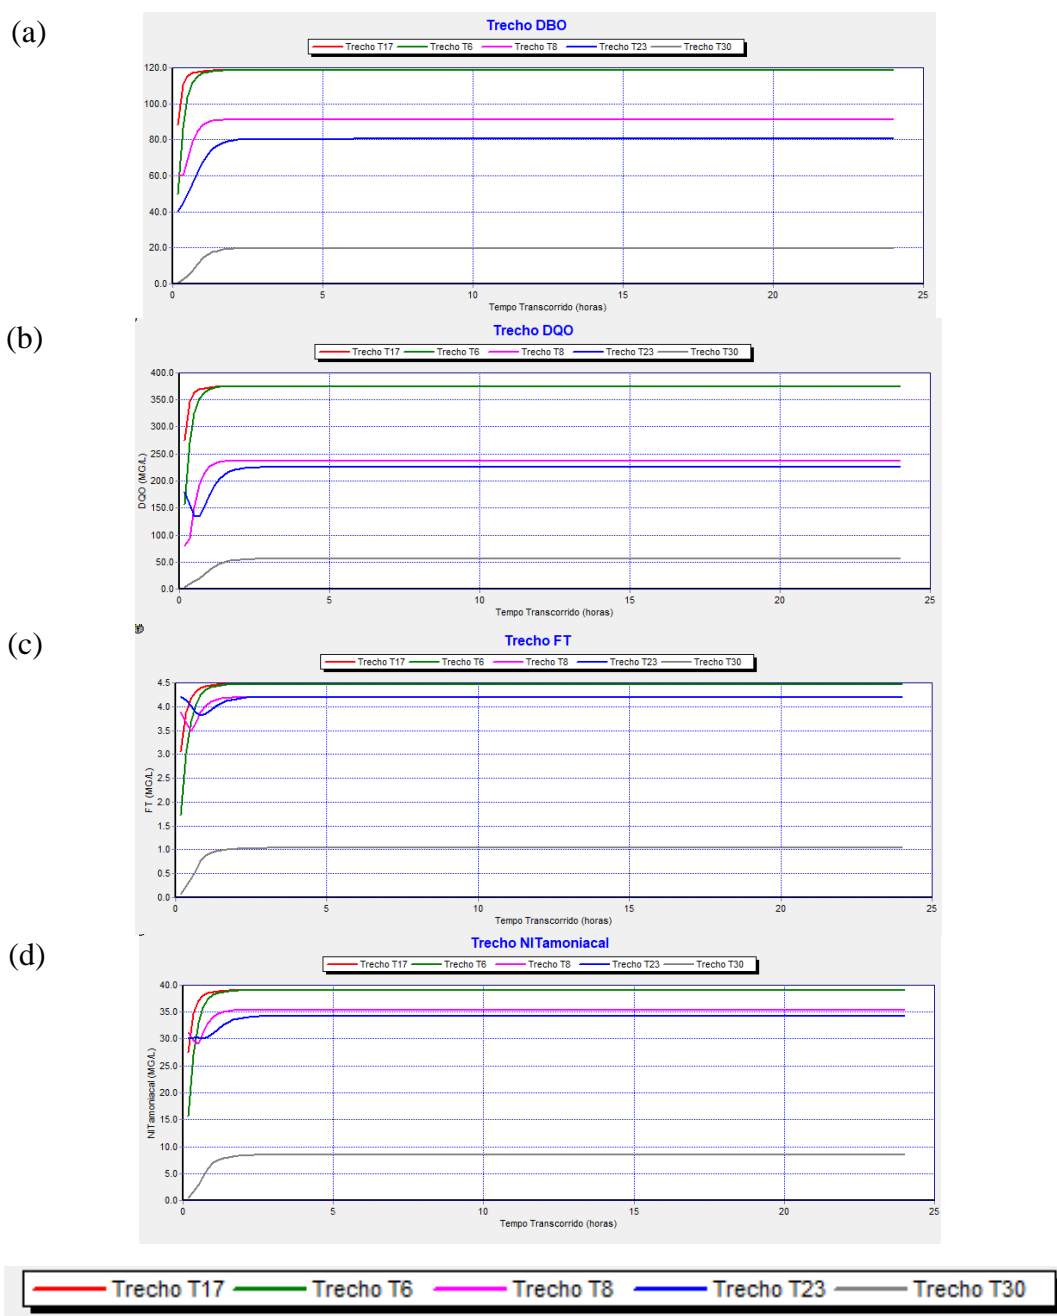 (a)
Trecho DBO
Trecho T17 Trecho T6 Trecho T8 Trecho T23 Trecho T30
120.0
100.0
80.0
60.0
40.0
20.0
0.0
0 5 10 15 20 25
Tempo Transcorrido (horas)
(b)
Trecho DQO
Trecho T17 Trecho T6 Trecho T8 Trecho T23 Trecho T30
DQO (MG/L)
400.0
350.0
300.0
250.0
200.0
150.0
100.0
50.0
0.0
0 5 10 15 20 25
Tempo Transcorrido (horas)
(c)
Trecho FT
Trecho T17 Trecho T6 Trecho T8 Trecho T23 Trecho T30
FT (MG/L)
4.5
4.0
3.5
3.0
2.5
2.0
1.5
1.0
0.5
0.0
0 5 10 15 20 25
Tempo Transcorrido (horas)
(d)
Trecho NITamoniacal
Trecho T17 Trecho T6 Trecho T8 Trecho T23 Trecho T30
NITamoniacal (MG/L)
40.0
35.0
30.0
25.0
20.0
15.0
10.0
5.0
0.0
0 5 10 15 20 25
Tempo Transcorrido (horas)
Trecho T17 Trecho T6 Trecho T8 Trecho T23 Trecho T30